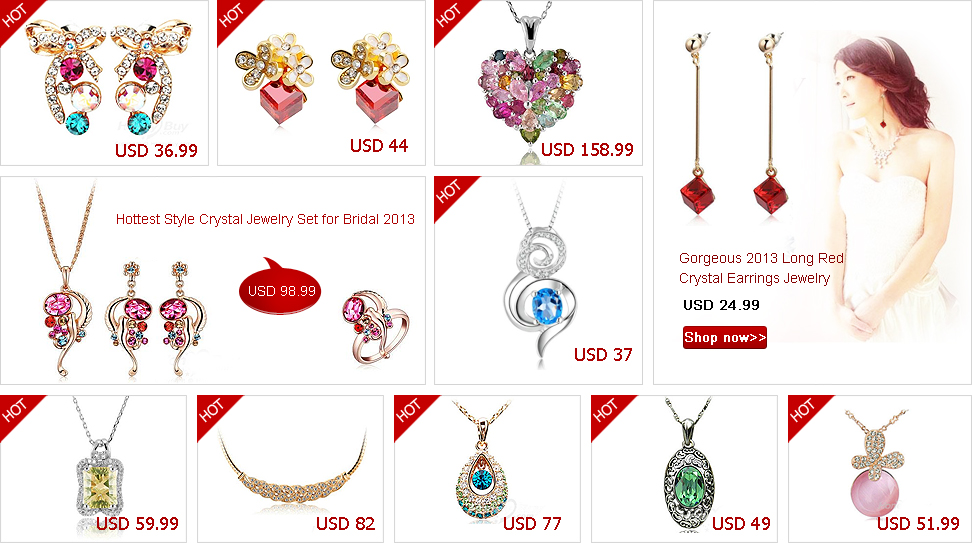 HOT
USD 36.99
HOT
USD 44
HOT
USD 158.99
Hottest Style Crystal Jewelry Set for Bridal 2013
USD 98.99
HOT
USD 37
Gorgeous 2013 Long Red
Crystal Earrings Jewelry
USD 24.99
Shop now>>
HOT
USD 59.99
HOT
USD 82
HOT
USD 77
HOT
USD 49
HOT
USD 51.99